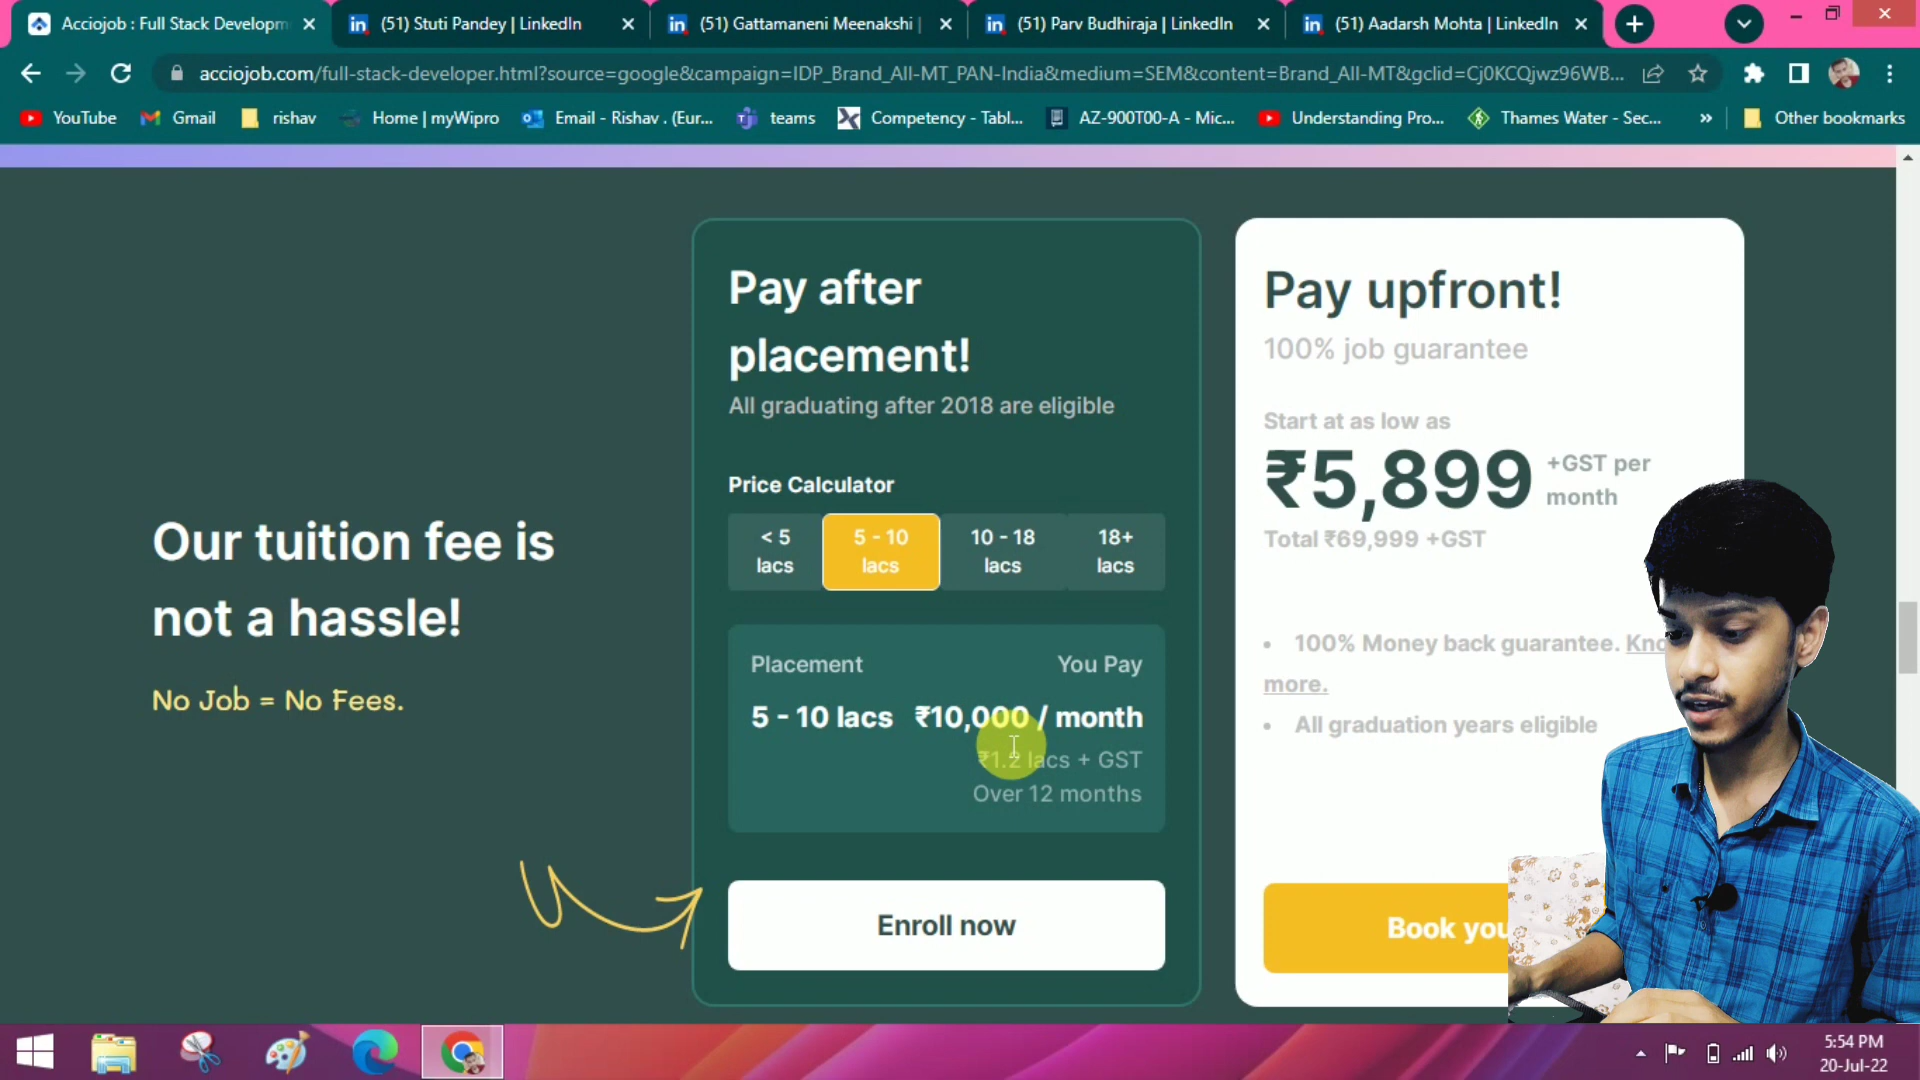 Acciojob : Full Stack Developm
(51) Stuti Pandey | LinkedIn
(51) Gattamaneni Meenakshi |
(51) Parv Budhiraja | LinkedIn
(51) Aadarsh Mohta | LinkedIn
acciojob.com/full-stack-developer.html?source=google&campaign=IDP_Brand_All-MT_PAN-India&medium=SEM&content=Brand_All-MT&gclid=Cj0KCQjwz96WB...
YouTube
Gmail
rishav
Home | myWipro
Email - Rishav . (Eur...
teams
Competency - Tabl...
AZ-900T00-A - Mic...
Understanding Pro...
Thames Water - Sec...
»
Other bookmarks
Our tuition fee is
not a hassle!
No Job = No Fees.
Pay after
placement!
All graduating after 2018 are eligible
Price Calculator
< 5
lacs
5 - 10
lacs
10 - 18
lacs
18+
lacs
Placement
You Pay
5 - 10 lacs
₹10,000 / month
₹1.2 lacs + GST
Over 12 months
Enroll now
Pay upfront!
100% job guarantee
Start at as low as
₹5,899
+GST per
month
Total ₹69,999 +GST
• 100% Money back guarantee. Kno
more.
• All graduation years eligible
Book you
5:54 PM
20-Jul-22